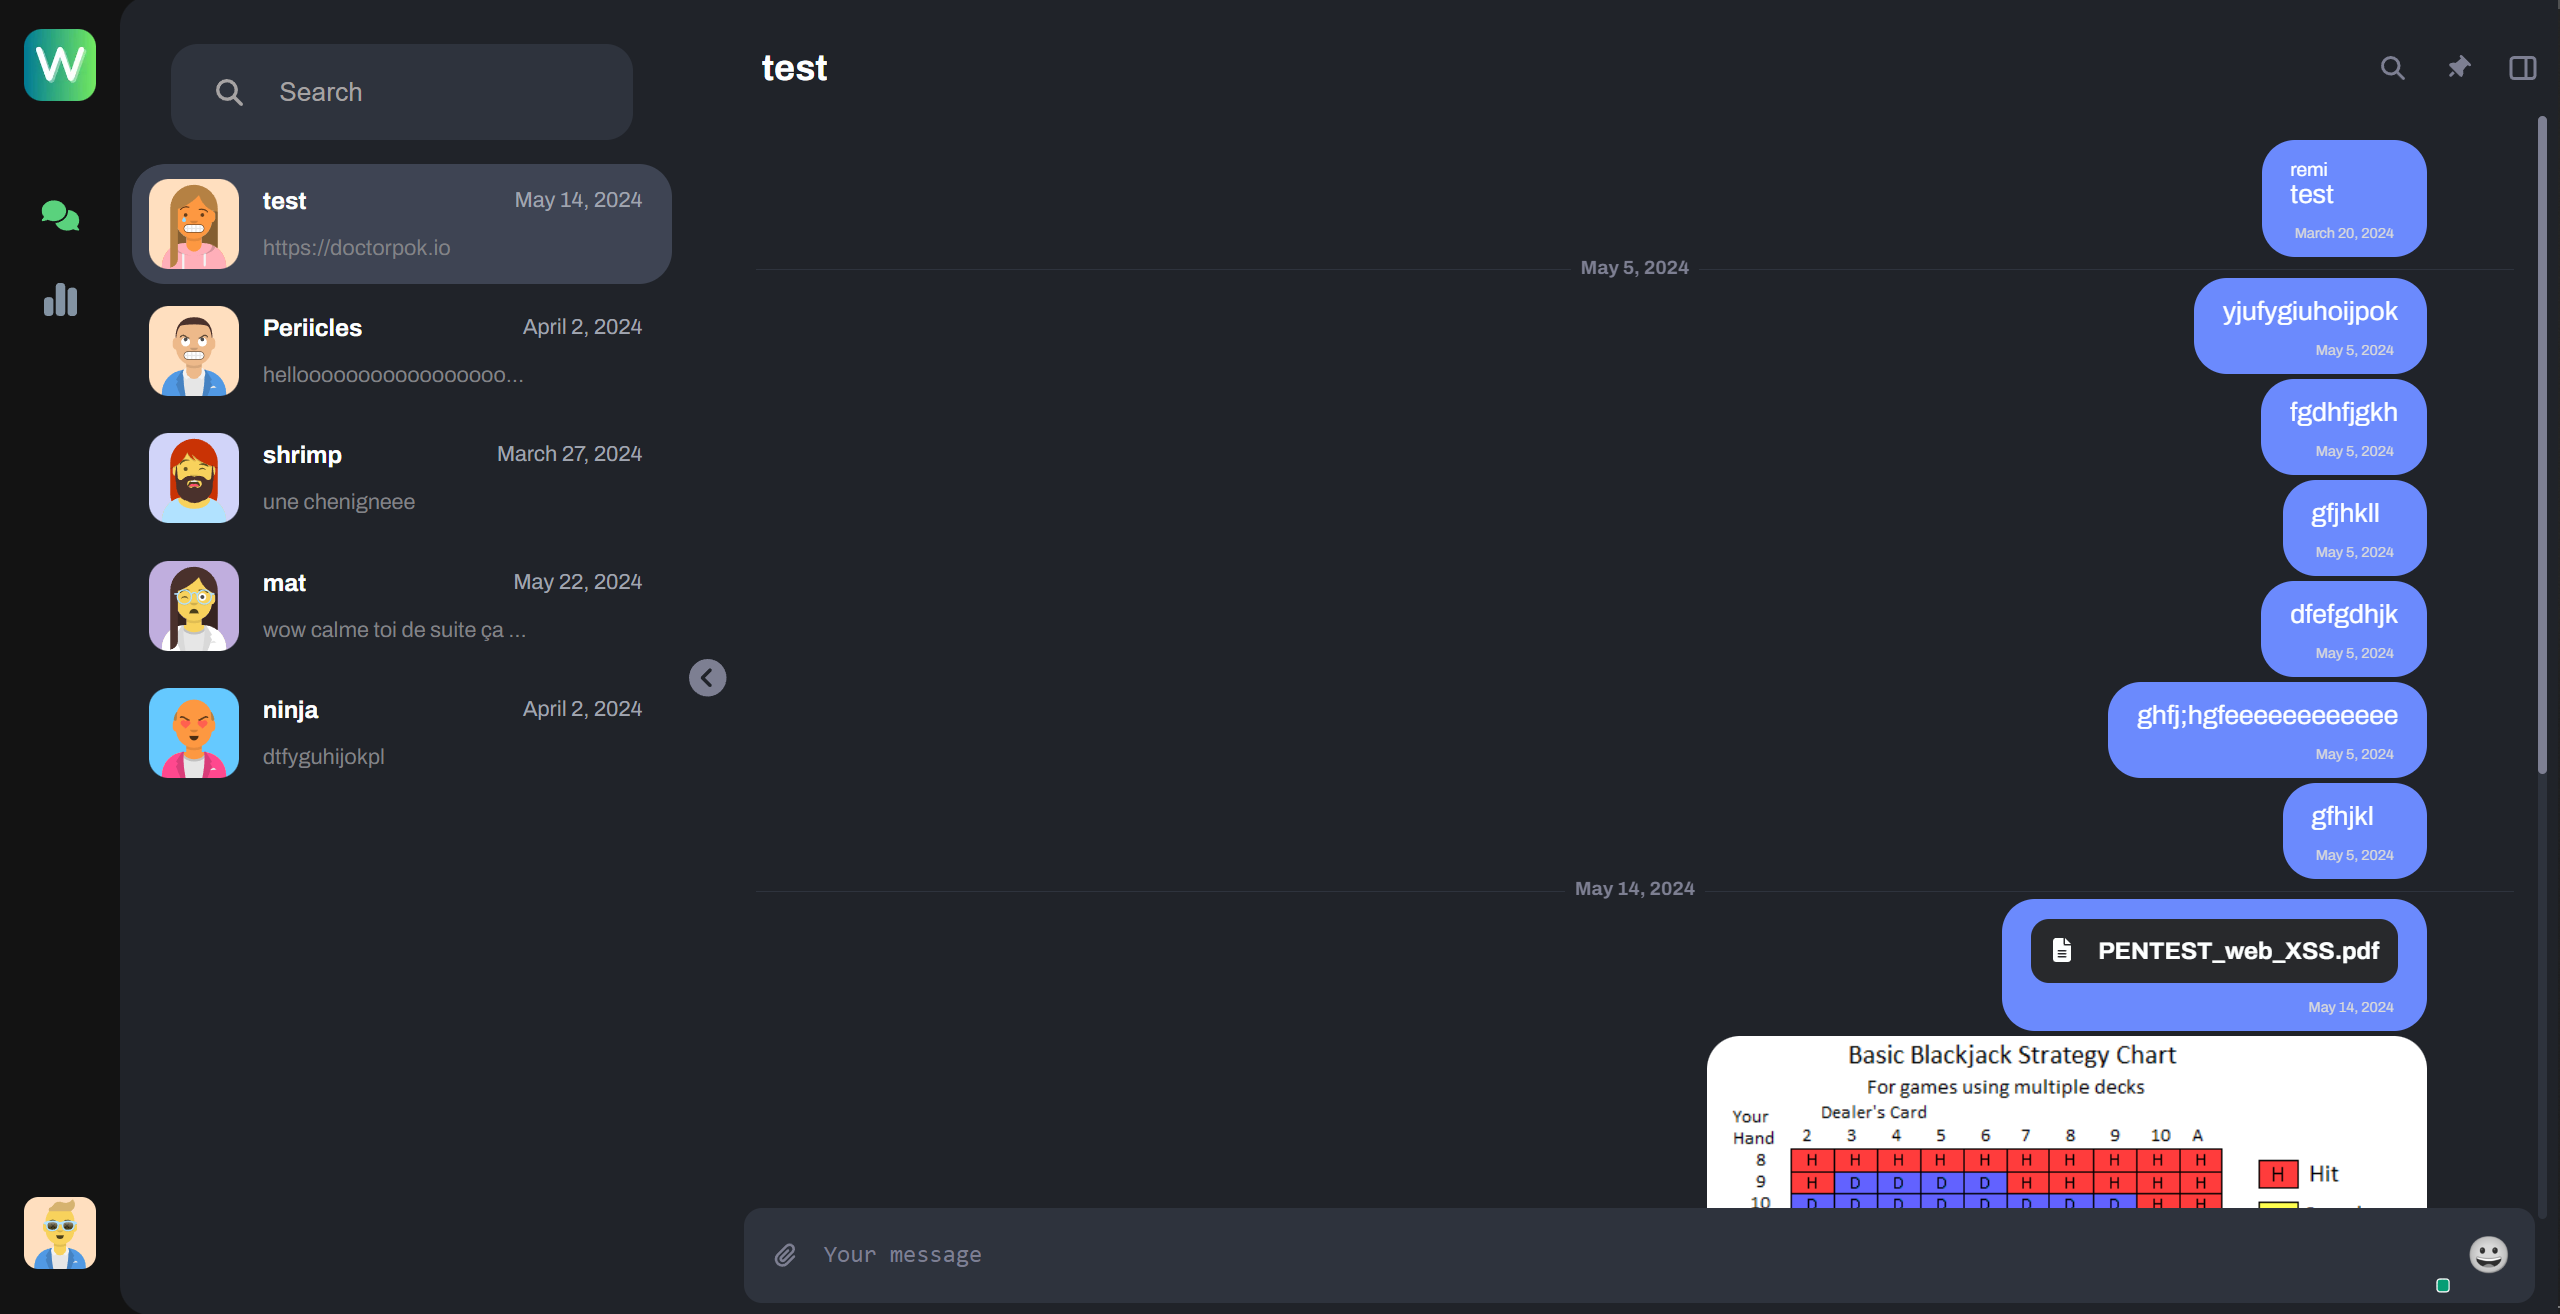 W
Search
test
May 14, 2024
https://doctorpok.io
Periicles
April 2, 2024
hellooooooooooooooooo...
shrimp
March 27, 2024
une chenigneee
mat
May 22, 2024
wow calme toi de suite ça ...
ninja
April 2, 2024
dtfyguhijokpl
test
remi
test
March 20, 2024
May 5, 2024
yjufygiuhoijpok
May 5, 2024
fgdhfjgkh
May 5, 2024
gfjhkll
May 5, 2024
dfefgdhjk
May 5, 2024
ghfj;hgfeeeeeeeeeeee
May 5, 2024
gfhjkl
May 5, 2024
May 14, 2024
PENTEST_web_XSS.pdf
May 14, 2024
Basic Blackjack Strategy Chart
For games using multiple decks
Your Dealer's Card
Hand 2 3 4 5 6 7 8 9 10 A
8 H H H H H H H H H H
H Hit
9 H D D D D H H H H H
10 D D D D D D D D H H
Your message